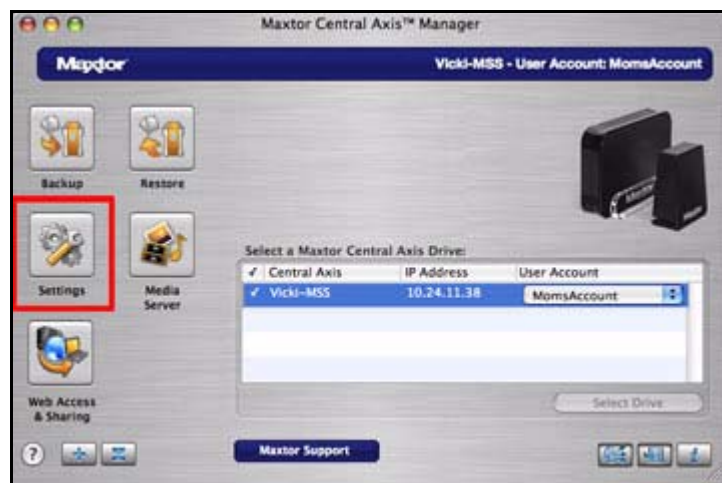 Maxtor Central Axis™ Manager
Maxtor
Vicki-MSS - User Account: MomsAccount
Backup
Restore
Settings
Media
Server
Web Access
& Sharing
Maxtor
Select a Maxtor Central Axis Drive:
✓ Central Axis IP Address User Account
✓ Vicki-MSS 10.24.11.38 MomsAccount
Select Drive
?
Maxtor Support
i